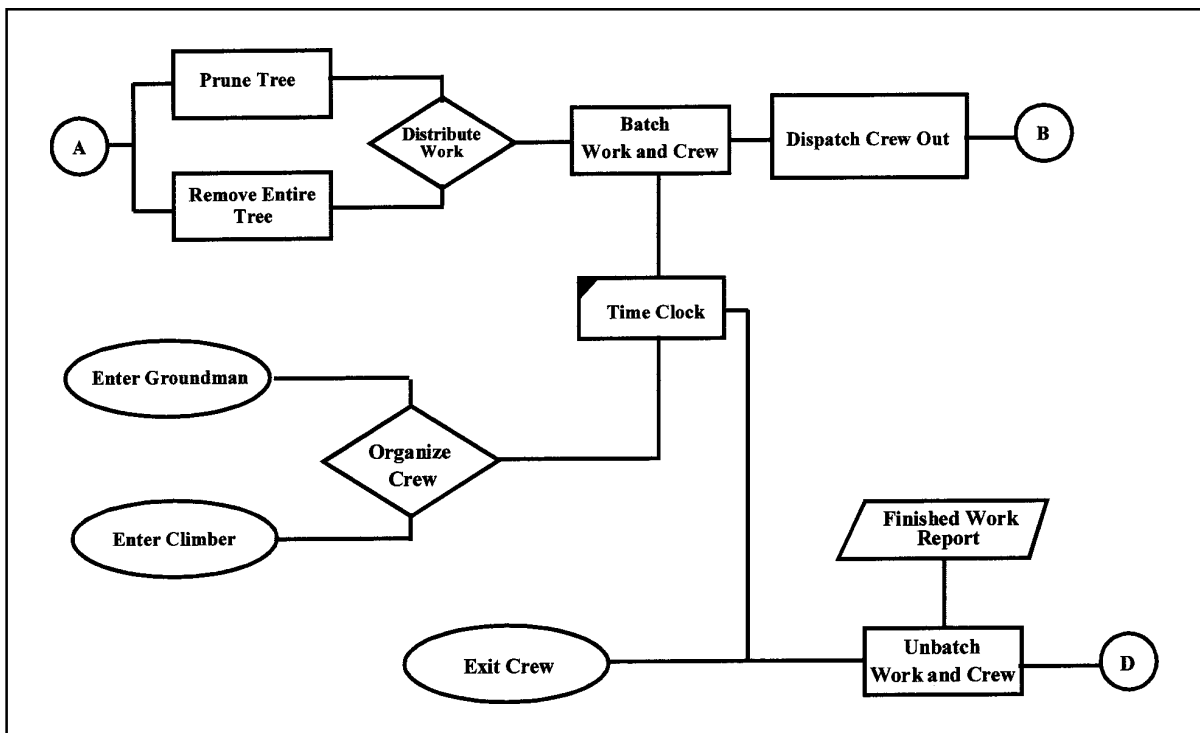 Prune Tree
A
Distribute
Work
Batch
Work and Crew
Dispatch Crew Out
B
Remove Entire
Tree
Time Clock
Enter Groundman
Organize
Crew
Enter Climber
Finished Work
Report
Exit Crew
Unbatch
Work and Crew
D